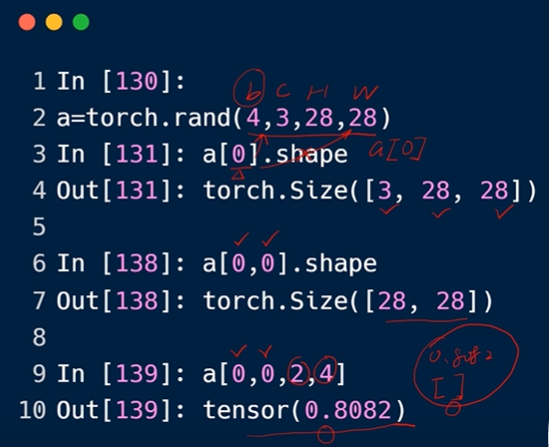 b C H W
1 In [130]:
2 a=torch.rand(4,3,28,28)
3 In [131]: a[0].shape a[0]
4 Out[131]: torch.Size([3, 28, 28])
5
6 In [138]: a[0,0].shape
7 Out[138]: torch.Size([28, 28])
8
9 In [139]: a[0,0,2,4]
[ ]
10 Out[139]: tensor(0.8082)